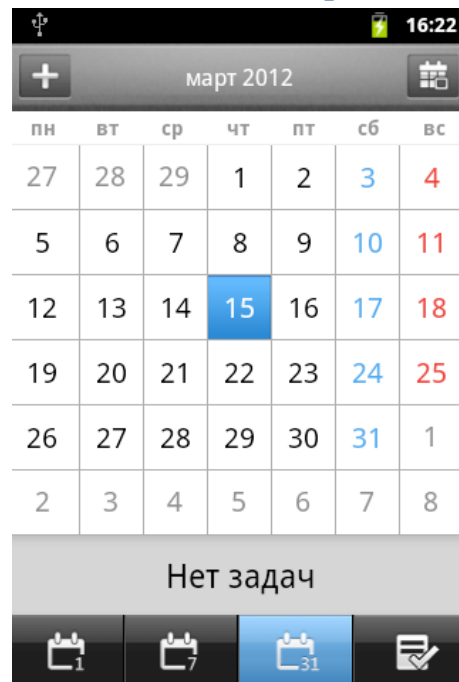 16:22
март 2012
пн вт ср чт пт сб вс
27 28 29 1 2 3 4
5 6 7 8 9 10 11
12 13 14 15 16 17 18
19 20 21 22 23 24 25
26 27 28 29 30 31 1
2 3 4 5 6 7 8
Нет задач
1 7 31